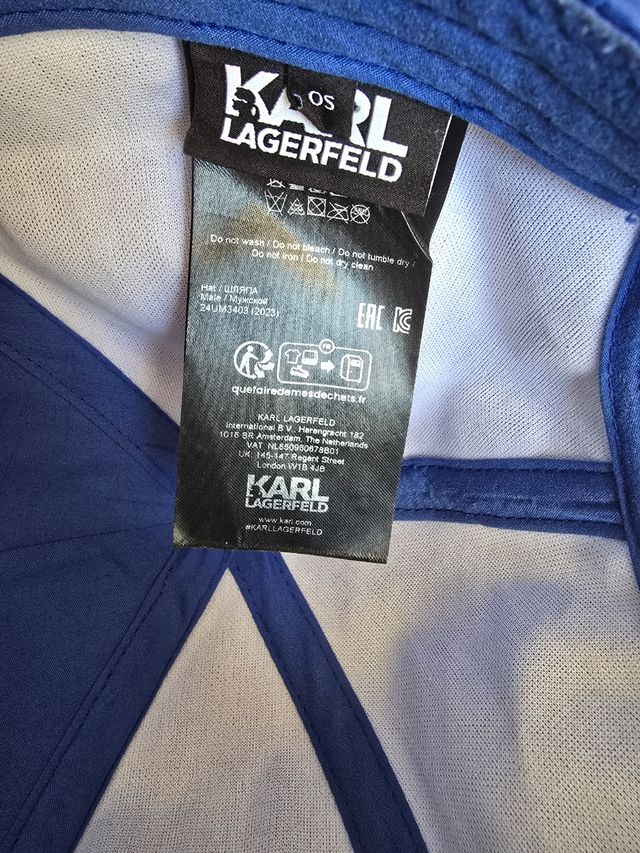 KARL
LAGERFELD
Do not wash / Do not bleach / Do not tumble dry /
Do not iron / Do not dry clean
Hat / ШЛЯПА
Male / Мужской
24UM3403 (2023)
EAC
FR
quefairedemesdechets.fr
KARL LAGERFELD
International B.V., Herengracht 182
1016 BR Amsterdam, The Netherlands
VAT: NL850960678B01
UK: 145-147 Regent Street
London W1B 4JB
KARL
LAGERFELD
www.karl.com
#KARLLAGERFELD